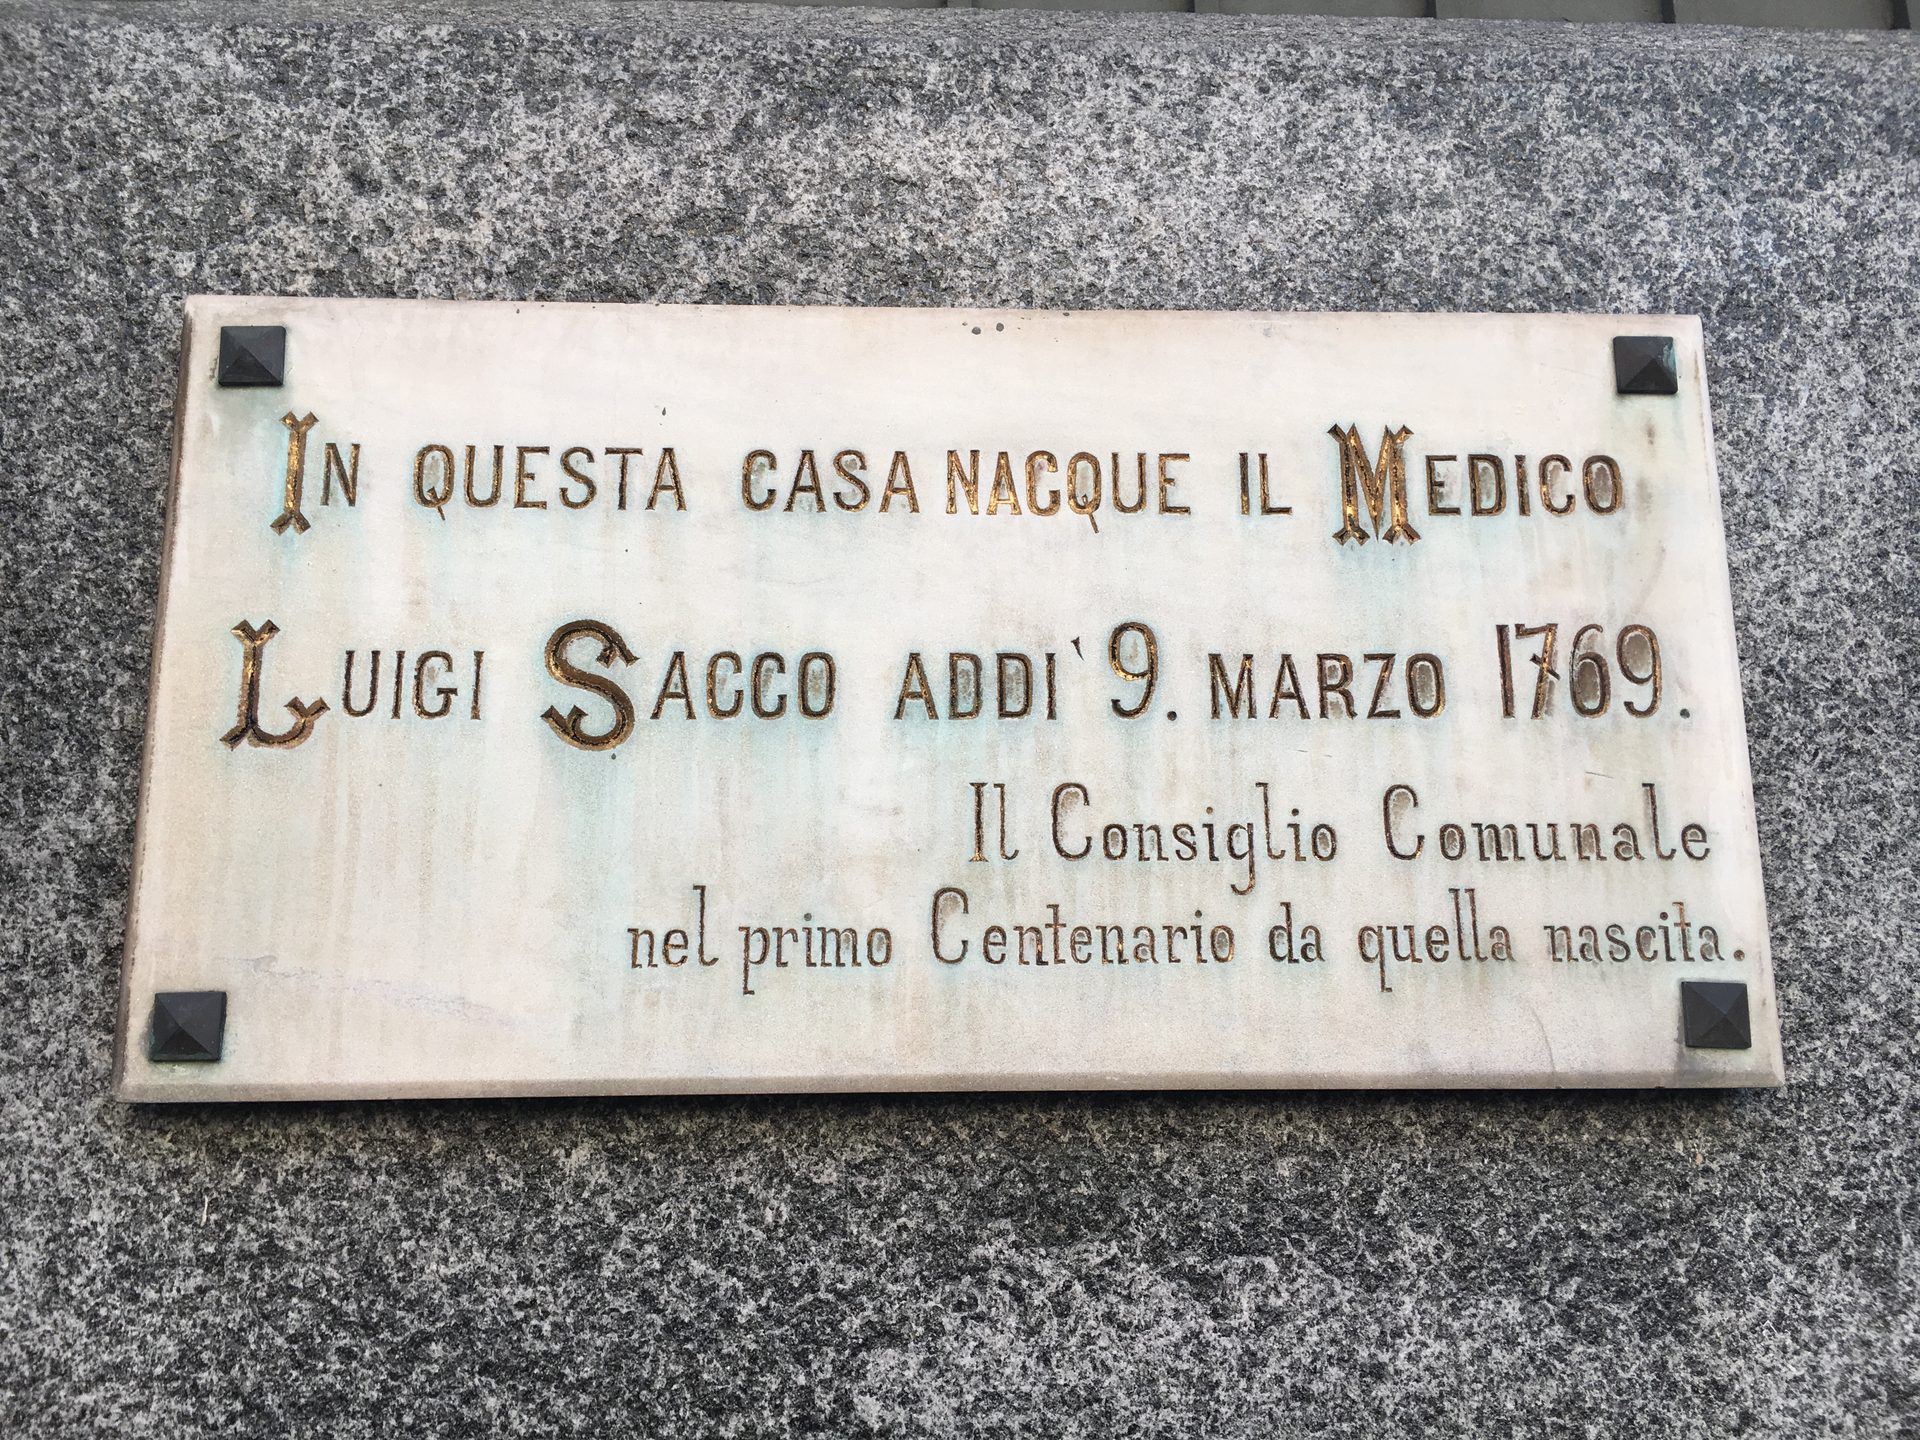 In questa casa nacque il Medico
Luigi Sacco addi' 9. marzo 1769.
Il Consiglio Comunale
nel primo Centenario da quella nascita.